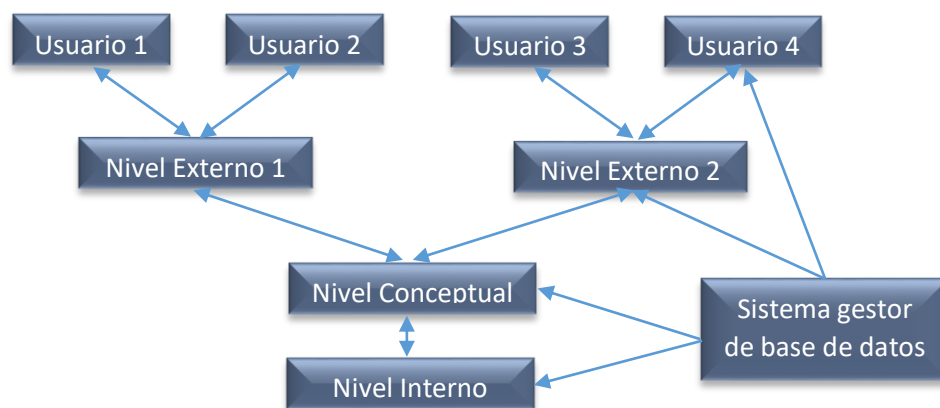 Usuario 1
Usuario 2
Usuario 3
Usuario 4
Nivel Externo 1
Nivel Externo 2
Nivel Conceptual
Sistema gestor
de base de datos
Nivel Interno